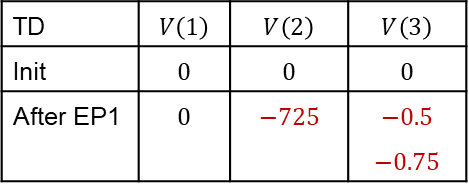 TD V(1) V(2) V(3)
Init 0 0 0
After EP1 0 −725 −0.5
−0.75